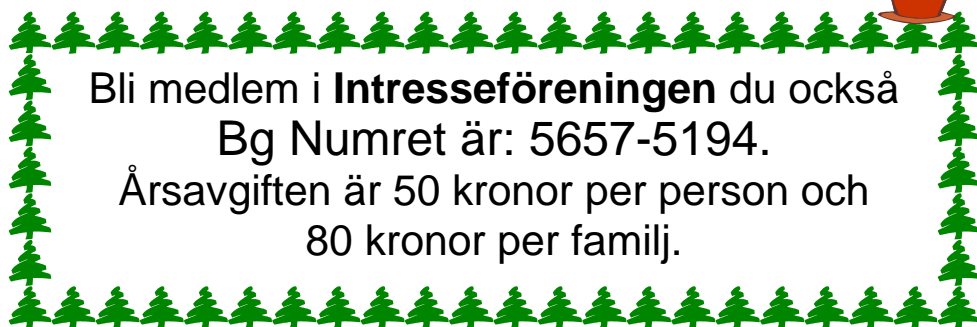 Bli medlem i Intresseföreningen du också
Bg Numret är: 5657-5194.
Årsavgiften är 50 kronor per person och
80 kronor per familj.